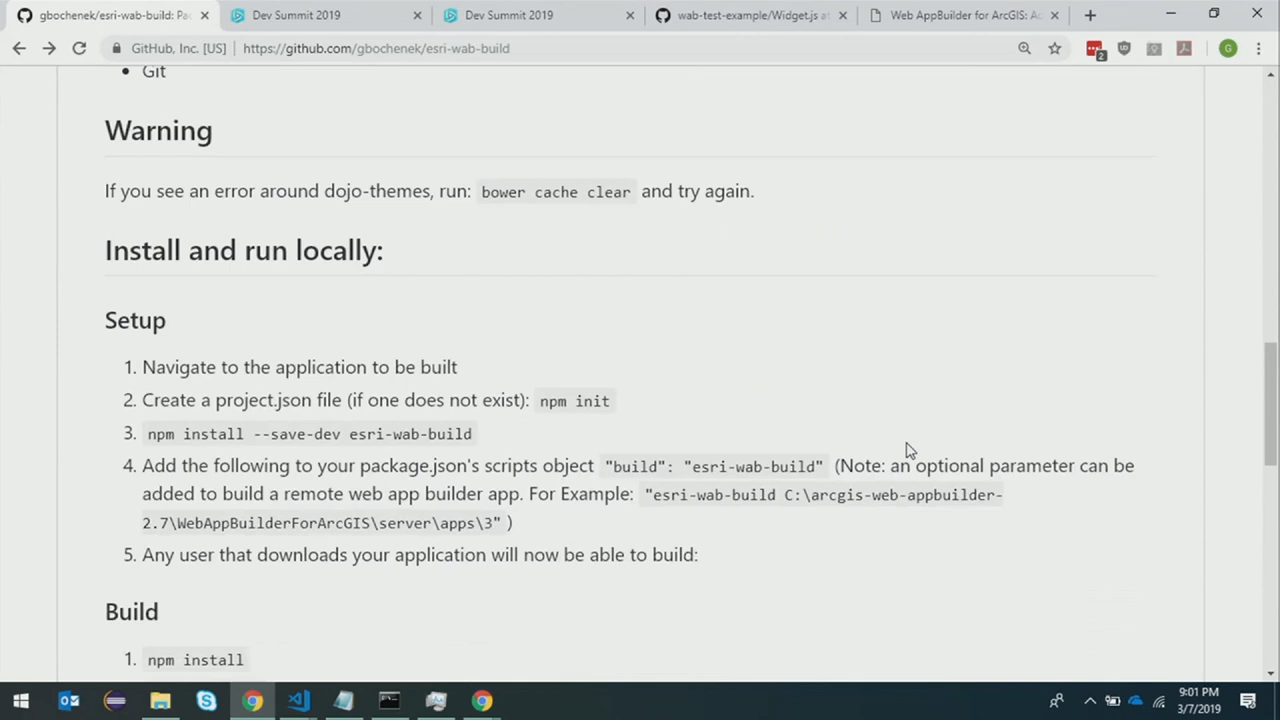 gbochenek/esri-wab-build: Pac
Dev Summit 2019
Dev Summit 2019
wab-test-example/Widget.js at
Web AppBuilder for ArcGIS: Ad
GitHub, Inc. [US] | https://github.com/gbochenek/esri-wab-build
2
G
Git
Warning
If you see an error around dojo-themes, run: bower cache clear and try again.
Install and run locally:
Setup
1. Navigate to the application to be built
2. Create a project.json file (if one does not exist): npm init
3. npm install --save-dev esri-wab-build
4. Add the following to your package.json's scripts object "build": "esri-wab-build" (Note: an optional parameter can be
added to build a remote web app builder app. For Example: "esri-wab-build C:\arcgis-web-appbuilder-
2.7\WebAppBuilderForArcGIS\server\apps\3" )
5. Any user that downloads your application will now be able to build:
Build
1. npm install
9:01 PM
3/7/2019